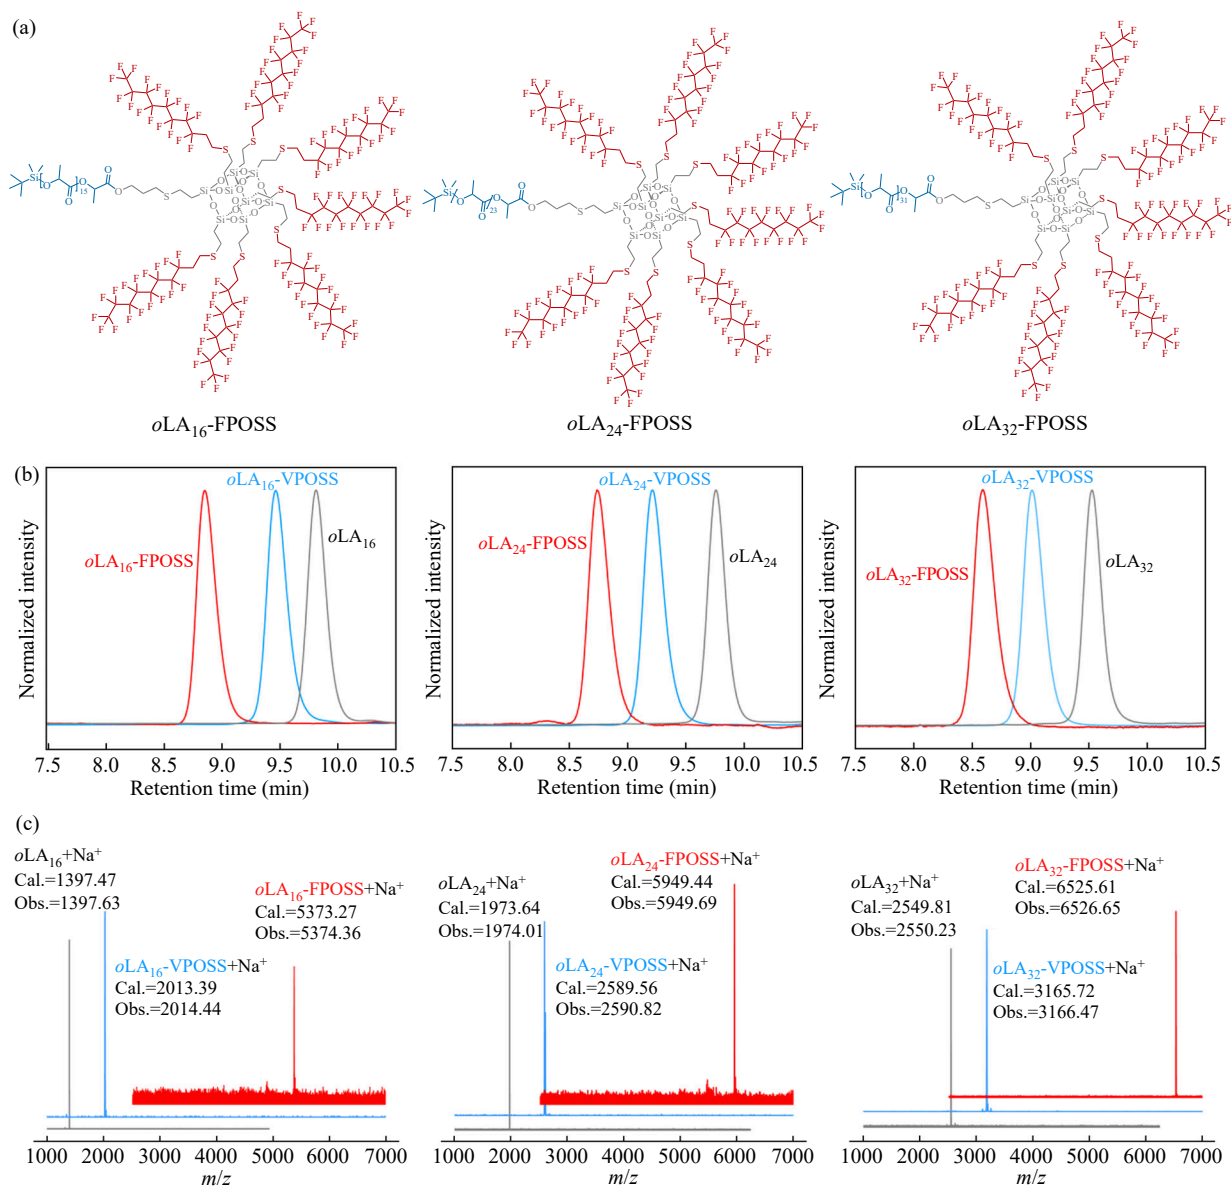 (a)
oLA16-FPOSS
oLA24-FPOSS
oLA32-FPOSS
(b)
Normalized intensity
oLA16-FPOSS
oLA16-VPOSS
oLA16
7.5 8.0 8.5 9.0 9.5 10.0 10.5
Retention time (min)
Normalized intensity
oLA24-FPOSS
oLA24-VPOSS
oLA24
7.5 8.0 8.5 9.0 9.5 10.0 10.5
Retention time (min)
Normalized intensity
oLA32-FPOSS
oLA32-VPOSS
oLA32
7.5 8.0 8.5 9.0 9.5 10.0 10.5
Retention time (min)
(c)
oLA16+Na⁺
Cal.=1397.47
Obs.=1397.63
oLA16-FPOSS+Na⁺
Cal.=5373.27
Obs.=5374.36
oLA16-VPOSS+Na⁺
Cal.=2013.39
Obs.=2014.44
1000 2000 3000 4000 5000 6000 7000
m/z
oLA24+Na⁺
Cal.=1973.64
Obs.=1974.01
oLA24-FPOSS+Na⁺
Cal.=5949.44
Obs.=5949.69
oLA24-VPOSS+Na⁺
Cal.=2589.56
Obs.=2590.82
1000 2000 3000 4000 5000 6000 7000
m/z
oLA32+Na⁺
Cal.=2549.81
Obs.=2550.23
oLA32-FPOSS+Na⁺
Cal.=6525.61
Obs.=6526.65
oLA32-VPOSS+Na⁺
Cal.=3165.72
Obs.=3166.47
1000 2000 3000 4000 5000 6000 7000
m/z